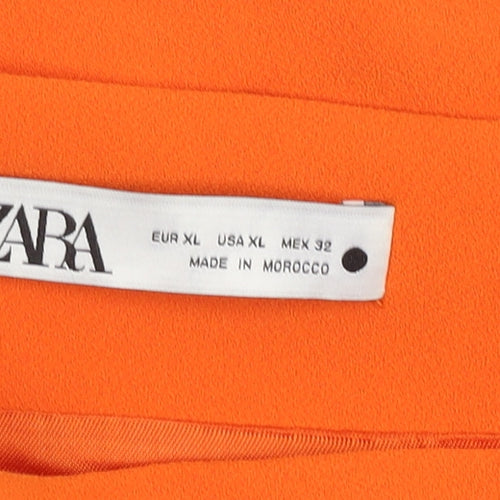 ZARA
EUR XL USA XL MEX 32
MADE IN MOROCCO